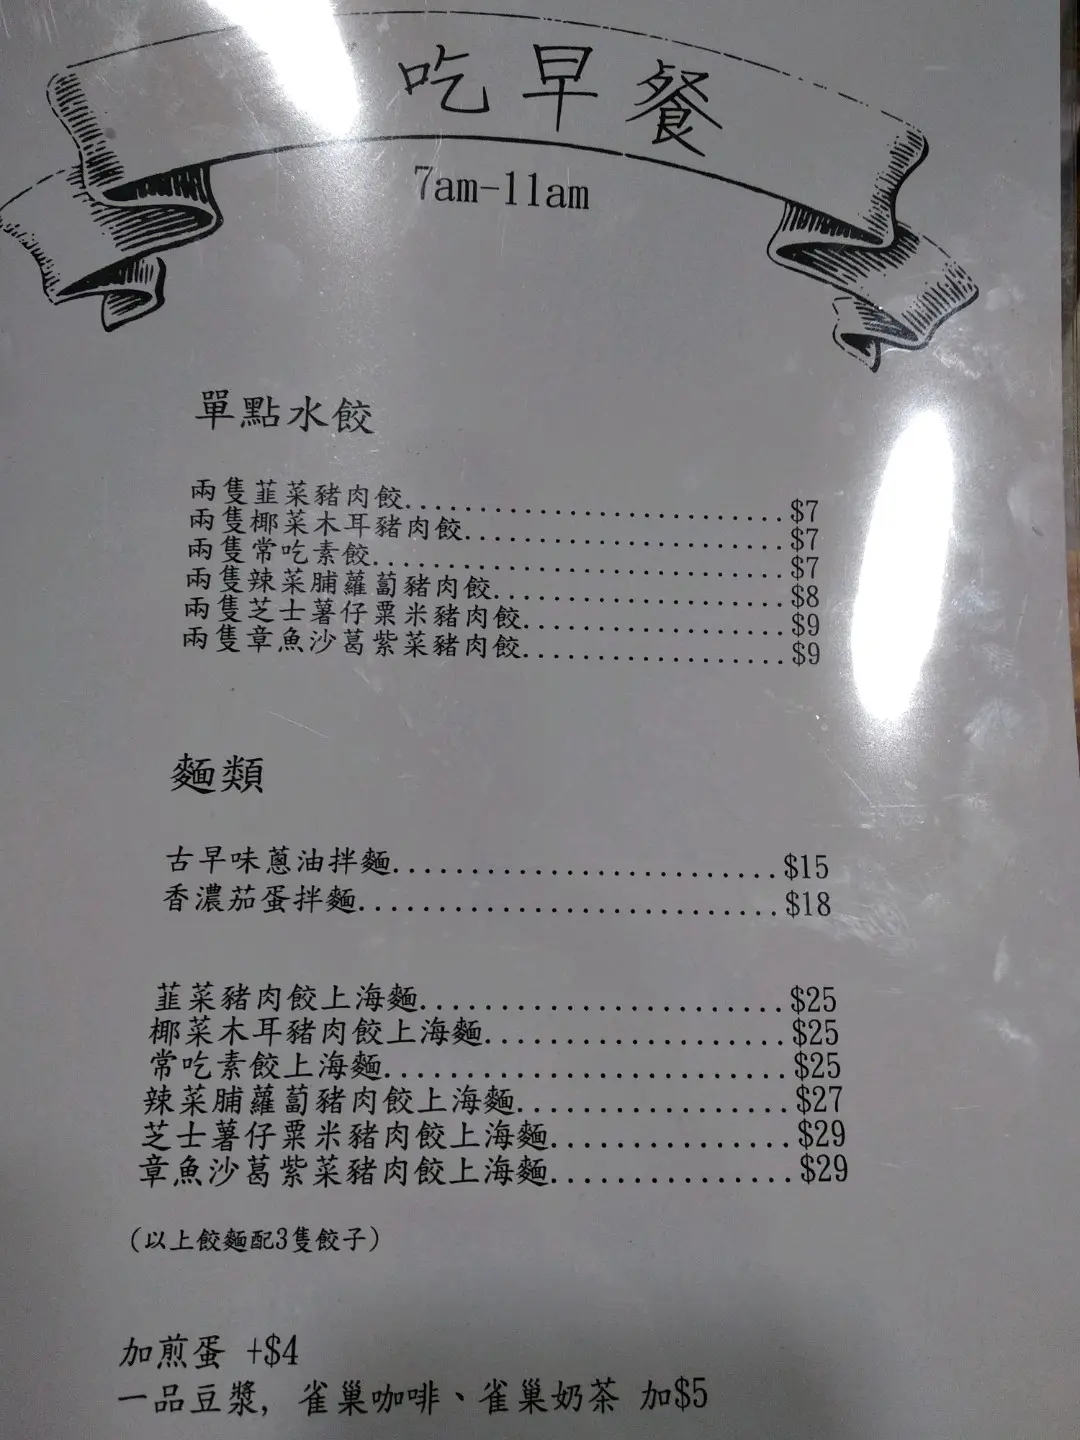 吃早餐
7am-11am
單點水餃
兩隻韮菜豬肉餃.........................$7
兩隻椰菜木耳豬肉餃.....................$7
兩隻常吃素餃...........................$7
兩隻辣菜脯蘿蔔豬肉餃...................$8
兩隻芝士薯仔粟米豬肉餃.................$9
兩隻章魚沙葛紫菜豬肉餃.................$9
麵類
古早味蔥油拌麵.........................$15
香濃茄蛋拌麵...........................$18
韮菜豬肉餃上海麵.......................$25
椰菜木耳豬肉餃上海麵...................$25
常吃素餃上海麵.........................$25
辣菜脯蘿蔔豬肉餃上海麵.................$27
芝士薯仔粟米豬肉餃上海麵...............$29
章魚沙葛紫菜豬肉餃上海麵...............$29
(以上餃麵配3隻餃子)
加煎蛋 +$4
一品豆漿, 雀巢咖啡、雀巢奶茶 加$5